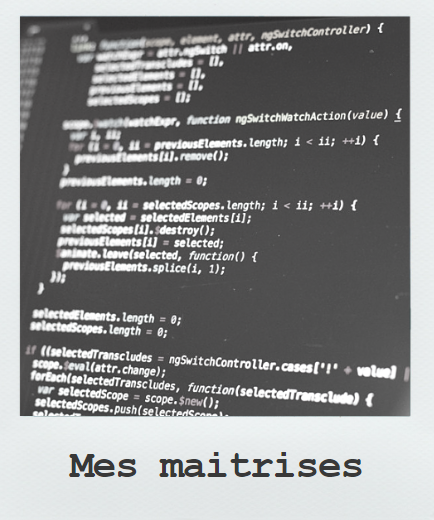 function(scope, element, attr, ngSwitchController) {
var watchExpr = attr.ngSwitch || attr.on,
selectedTranscludes = [],
selectedElements = [],
previousElements = [],
selectedScopes = [];
scope.$watch(watchExpr, function ngSwitchWatchAction(value) {
var i, ii;
for (i = 0, ii = previousElements.length; i < ii; ++i) {
previousElements[i].remove();
}
previousElements.length = 0;
for (i = 0, ii = selectedScopes.length; i < ii; ++i) {
var selected = selectedElements[i];
selectedScopes[i].$destroy();
previousElements[i] = selected;
$animate.leave(selected, function() {
previousElements.splice(i, 1);
});
}
selectedElements.length = 0;
selectedScopes.length = 0;
if ((selectedTranscludes = ngSwitchController.cases['!' + value] |
scope.$eval(attr.change);
forEach(selectedTranscludes, function(selectedTransclude) {
var selectedScope = scope.$new();
selectedScopes.push(selectedScope
Mes maitrises